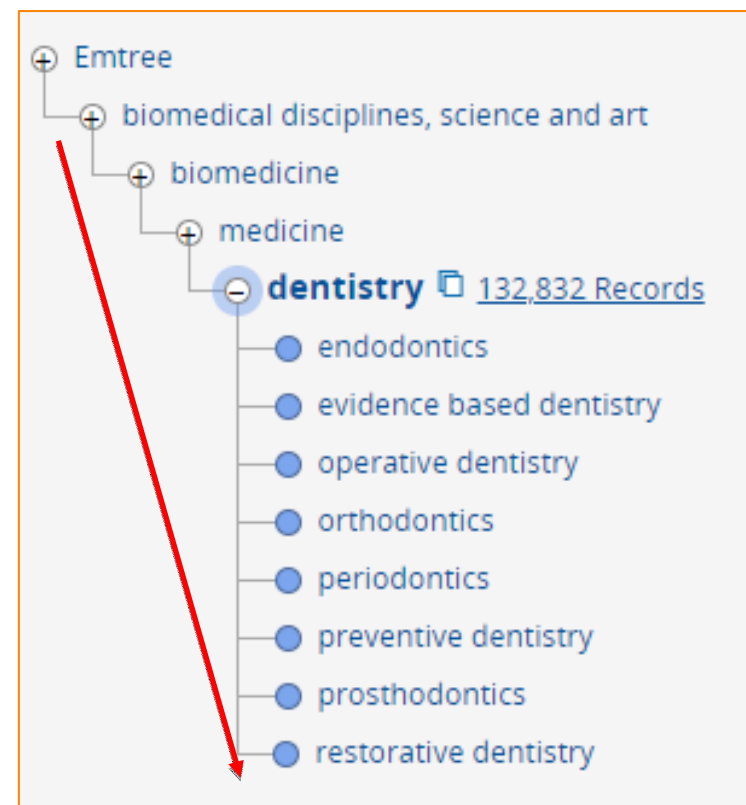 Emtree
biomedical disciplines, science and art
biomedicine
medicine
dentistry 132,832 Records
endodontics
evidence based dentistry
operative dentistry
orthodontics
periodontics
preventive dentistry
prosthodontics
restorative dentistry